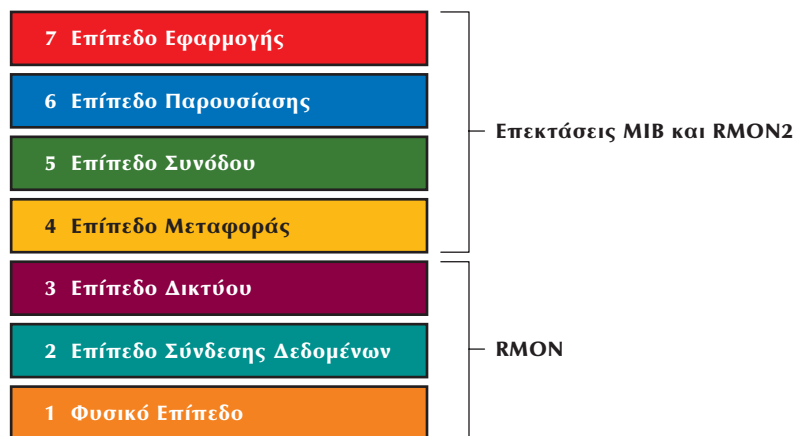 7 Επίπεδο Εφαρμογής
6 Επίπεδο Παρουσίασης
5 Επίπεδο Συνόδου
4 Επίπεδο Μεταφοράς
Επεκτάσεις MIB και RMON2
3 Επίπεδο Δικτύου
2 Επίπεδο Σύνδεσης Δεδομένων
1 Φυσικό Επίπεδο
RMON